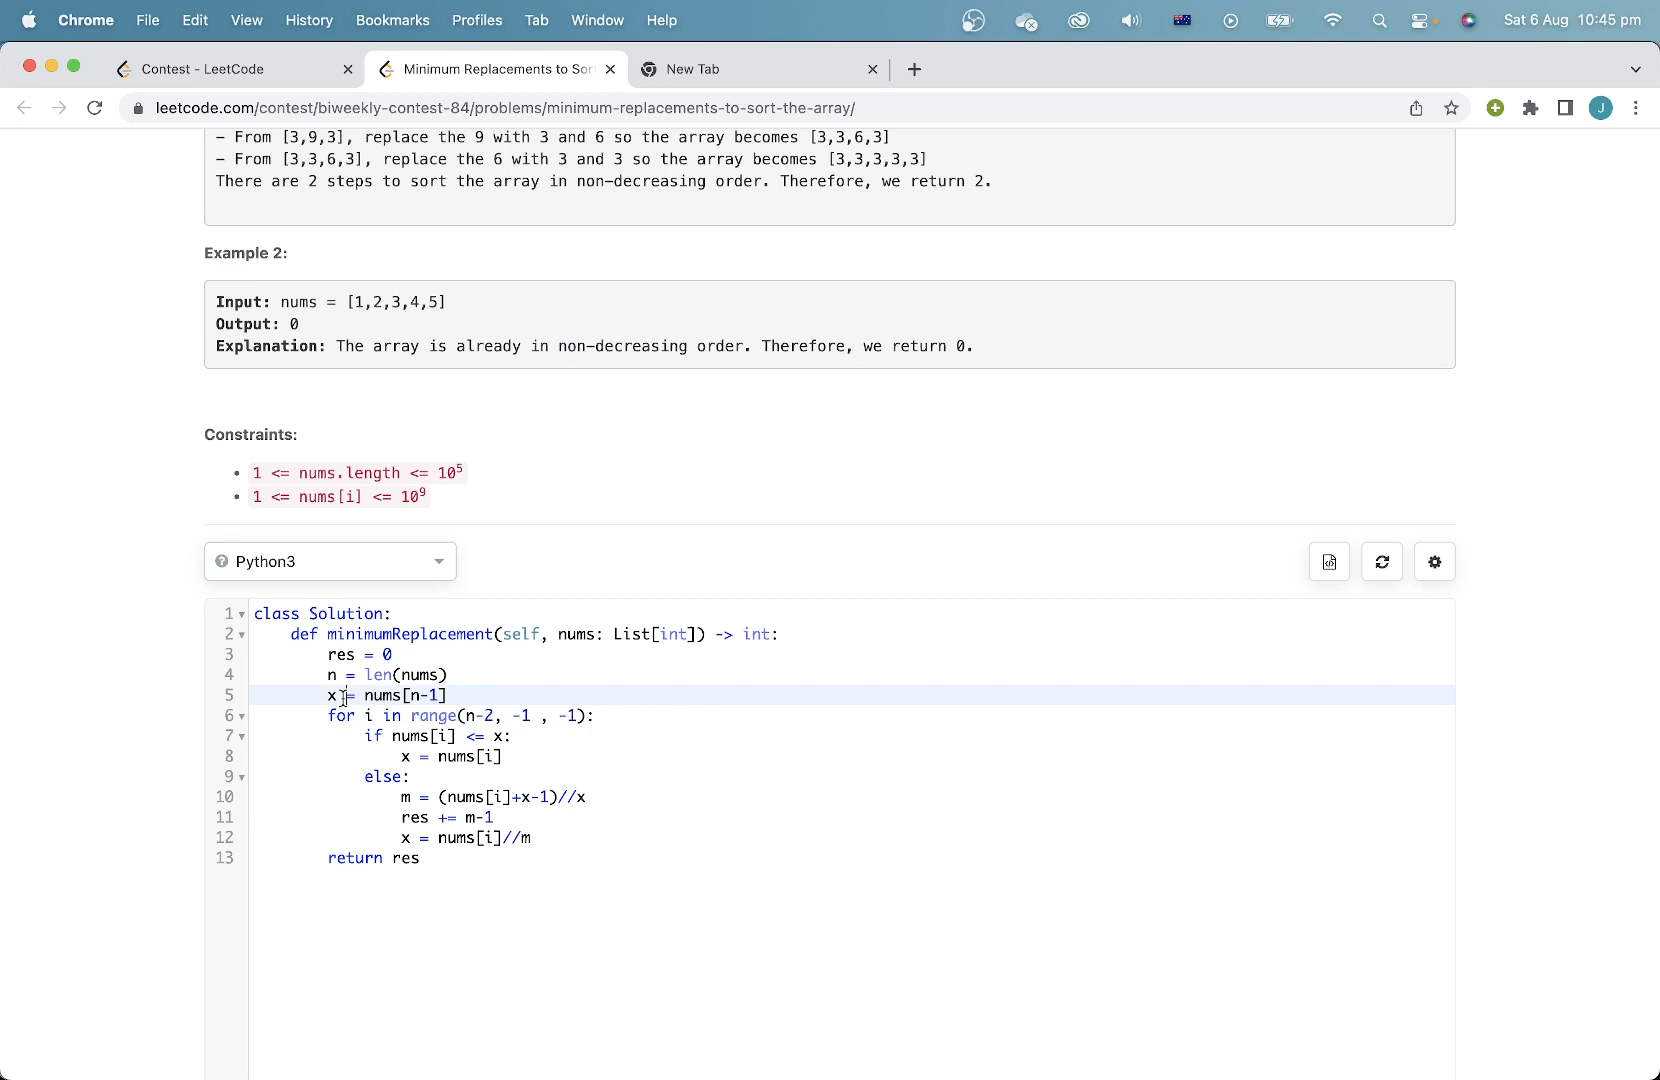 Chrome File Edit View History Bookmarks Profiles Tab Window Help Sat 6 Aug 10:45 pm
Contest - LeetCode Minimum Replacements to Sor New Tab
leetcode.com/contest/biweekly-contest-84/problems/minimum-replacements-to-sort-the-array/ J
- From [3,9,3], replace the 9 with 3 and 6 so the array becomes [3,3,6,3]
- From [3,3,6,3], replace the 6 with 3 and 3 so the array becomes [3,3,3,3,3]
There are 2 steps to sort the array in non-decreasing order. Therefore, we return 2.
Example 2:
Input: nums = [1,2,3,4,5]
Output: 0
Explanation: The array is already in non-decreasing order. Therefore, we return 0.
Constraints:
• 1 <= nums.length <= 10⁵
• 1 <= nums[i] <= 10⁹
? Python3
1 class Solution:
2 def minimumReplacement(self, nums: List[int]) -> int:
3 res = 0
4 n = len(nums)
5 x = nums[n-1]
6 for i in range(n-2, -1 , -1):
7 if nums[i] <= x:
8 x = nums[i]
9 else:
10 m = (nums[i]+x-1)//x
11 res += m-1
12 x = nums[i]//m
13 return res